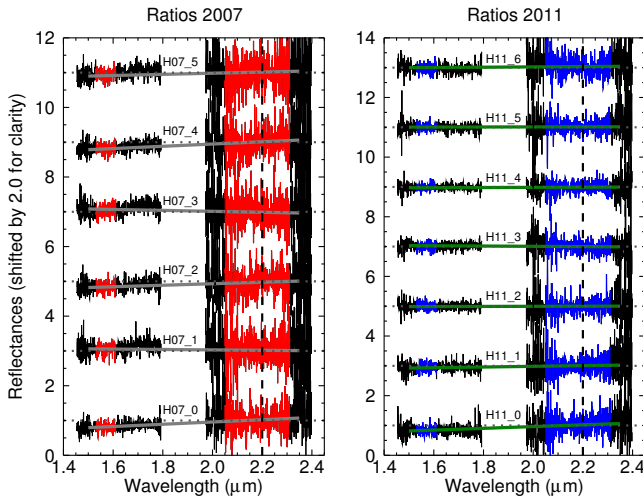 Ratios 2007
Ratios 2011
Reflectances (shifted by 2.0 for clarity)
12
10
8
6
4
2
0
H07_5
H07_4
H07_3
H07_2
H07_1
H07_0
1.4 1.6 1.8 2.0 2.2 2.4
Wavelength (μm)
14
12
10
8
6
4
2
0
H11_6
H11_5
H11_4
H11_3
H11_2
H11_1
H11_0
1.4 1.6 1.8 2.0 2.2 2.4
Wavelength (μm)